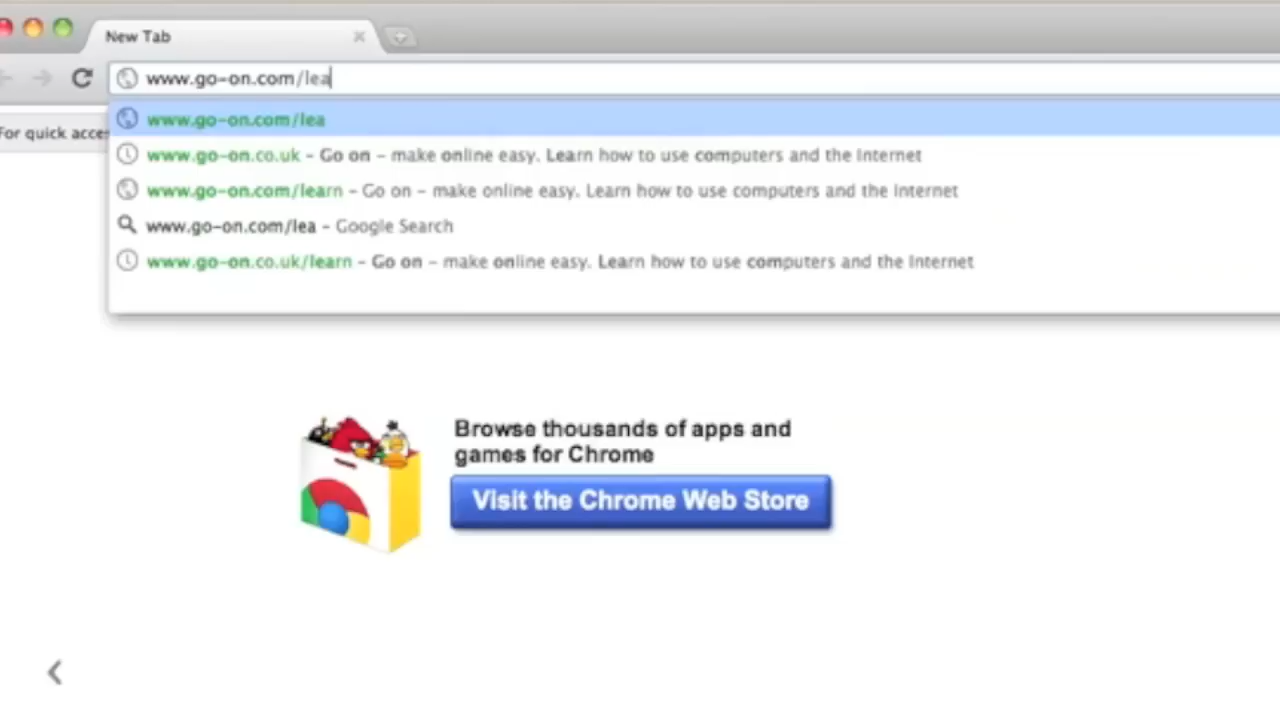 New Tab
www.go-on.com/lea
www.go-on.com/lea
For quick acce
www.go-on.co.uk - Go on - make online easy. Learn how to use computers and the Internet
www.go-on.com/learn - Go on - make online easy. Learn how to use computers and the Internet
www.go-on.com/lea - Google Search
www.go-on.co.uk/learn - Go on - make online easy. Learn how to use computers and the Internet
Browse thousands of apps and
games for Chrome
Visit the Chrome Web Store